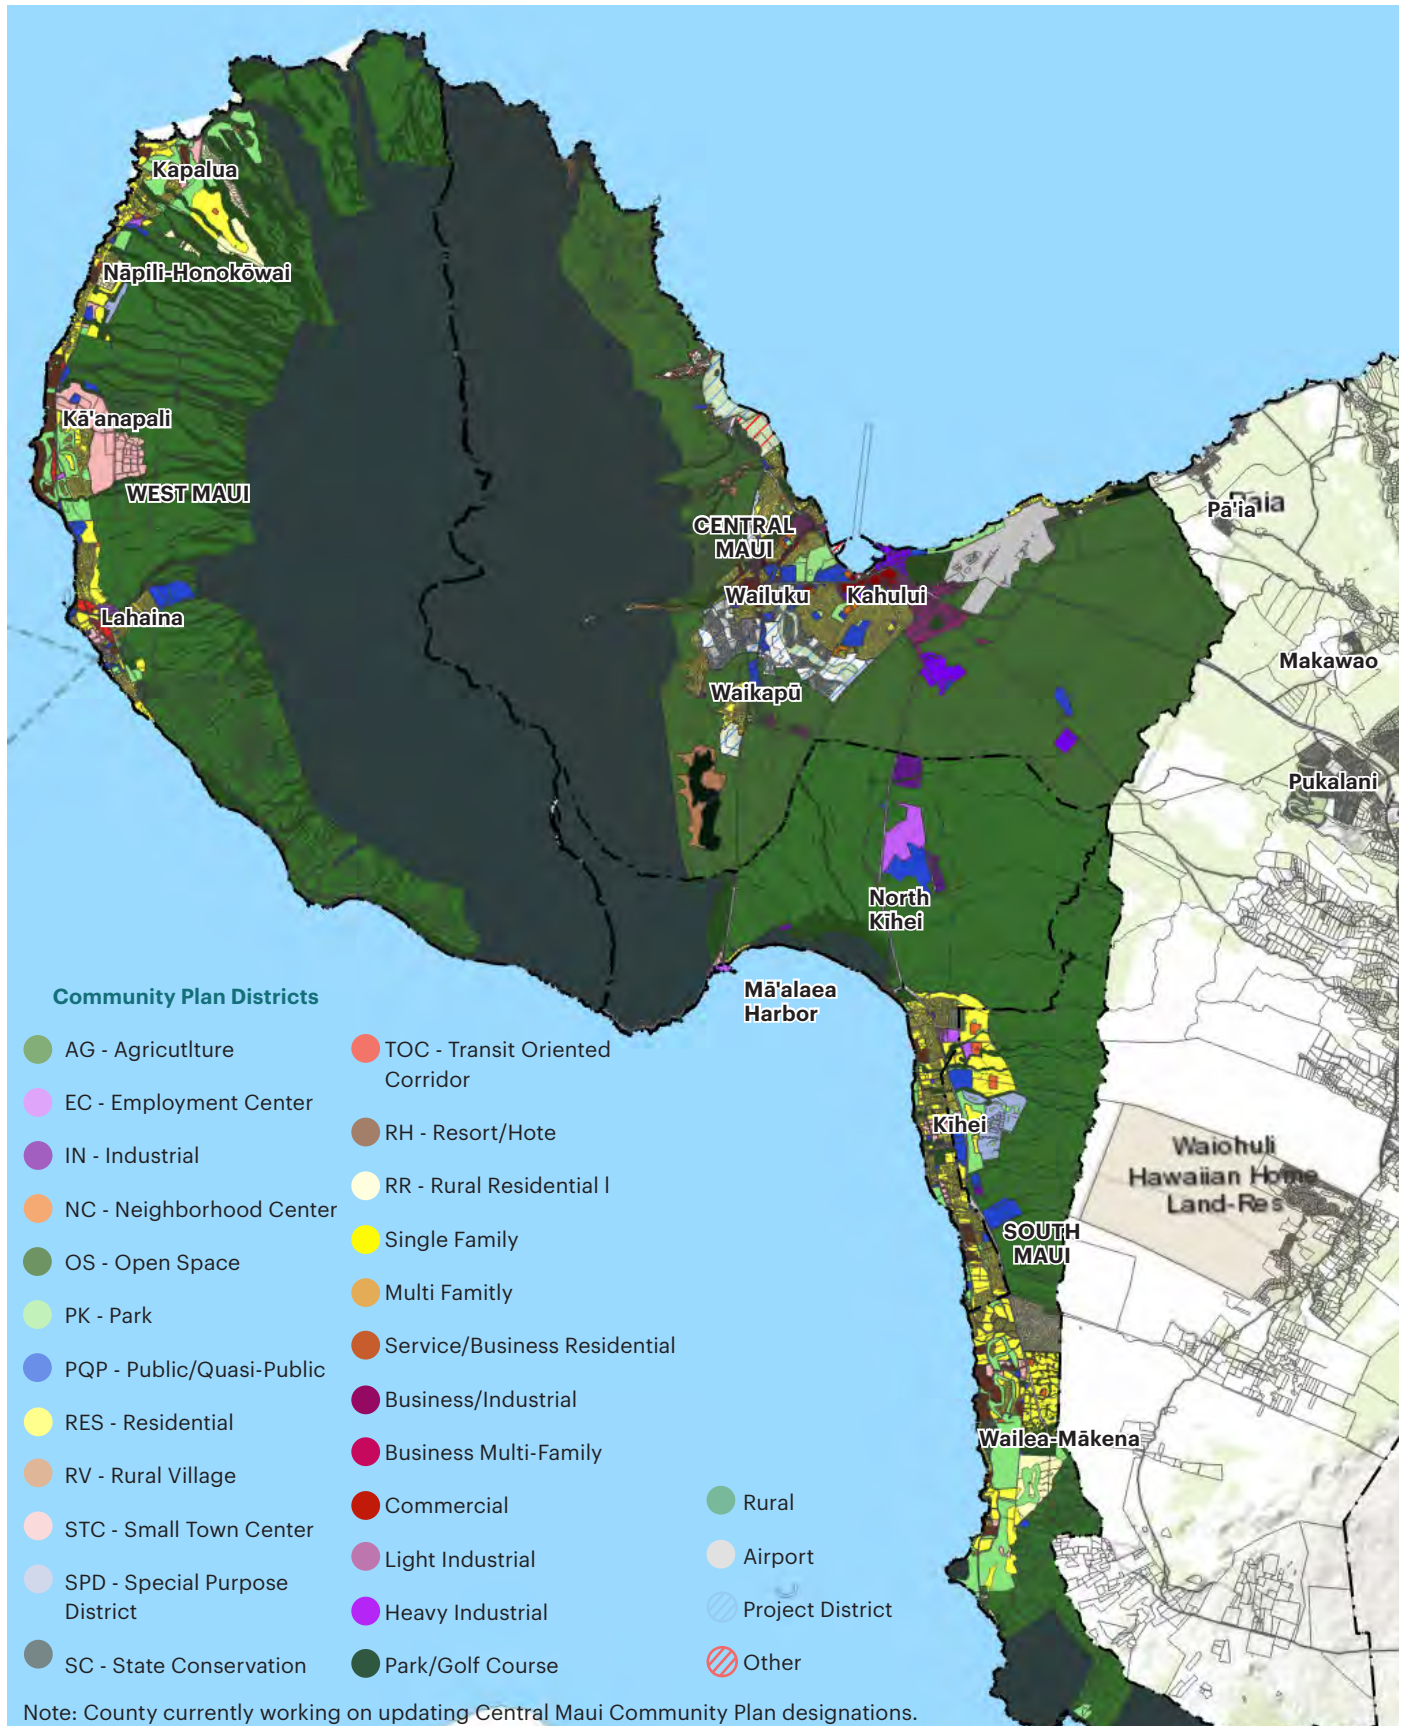 Kapalua
Nāpili-Honokōwai
Kā'anapali
WEST MAUI
Lahaina
CENTRAL
MAUI
Wailuku
Kahului
Waikapū
Pā'ia
Paia
Makawao
Pukalani
North
Kīhei
Mā'alaea
Harbor
Kīhei
Waiohuli
Hawaiian Home
Land-Res
SOUTH
MAUI
Wailea-Mākena
Community Plan Districts
AG - Agricutlture
EC - Employment Center
IN - Industrial
NC - Neighborhood Center
OS - Open Space
PK - Park
PQP - Public/Quasi-Public
RES - Residential
RV - Rural Village
STC - Small Town Center
SPD - Special Purpose
District
SC - State Conservation
TOC - Transit Oriented
Corridor
RH - Resort/Hote
RR - Rural Residential l
Single Family
Multi Famitly
Service/Business Residential
Business/Industrial
Business Multi-Family
Commercial
Light Industrial
Heavy Industrial
Park/Golf Course
Rural
Airport
Project District
Other
Note: County currently working on updating Central Maui Community Plan designations.